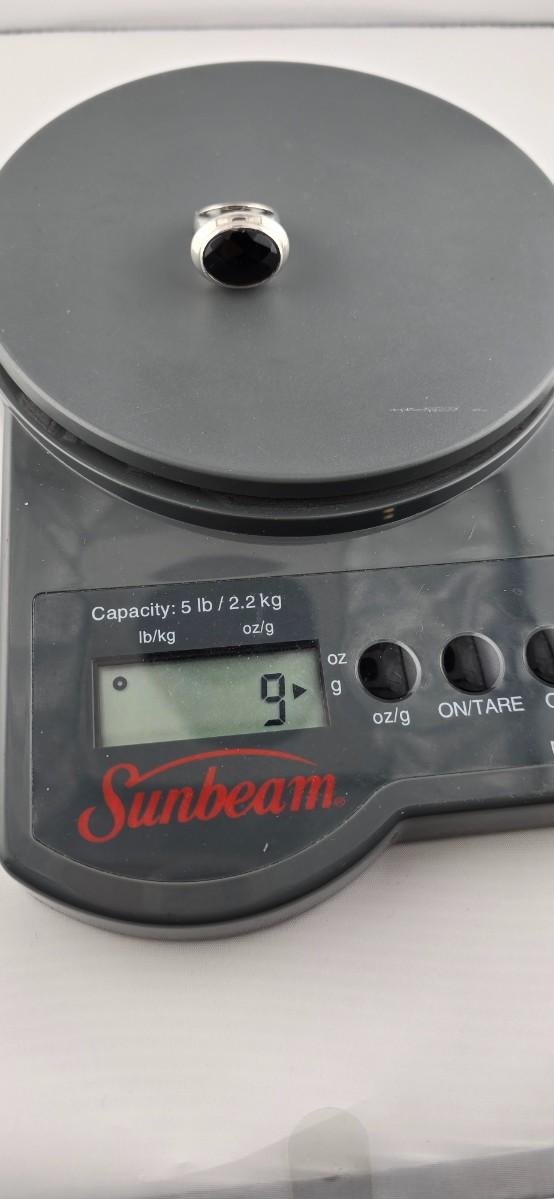 Capacity: 5 lb / 2.2 kg
lb/kg oz/g
oz
9 g
oz/g ON/TARE
Sunbeam®